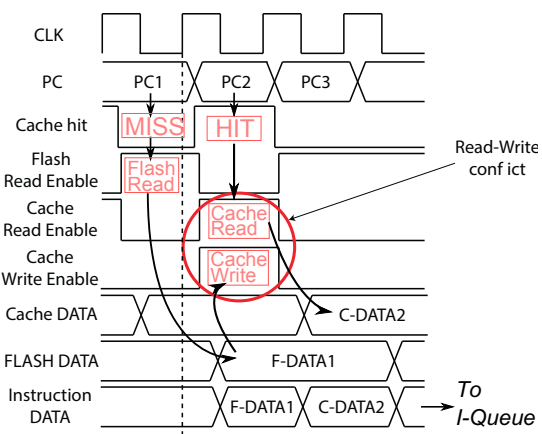 CLK
PC
PC1
PC2
PC3
Cache hit
MISS
HIT
Flash
Read Enable
Flash
Read
Read-Write
conf ict
Cache
Read Enable
Cache
Read
Cache
Write Enable
Cache
Write
Cache DATA
C-DATA2
FLASH DATA
F-DATA1
Instruction
DATA
F-DATA1
C-DATA2
To
I-Queue